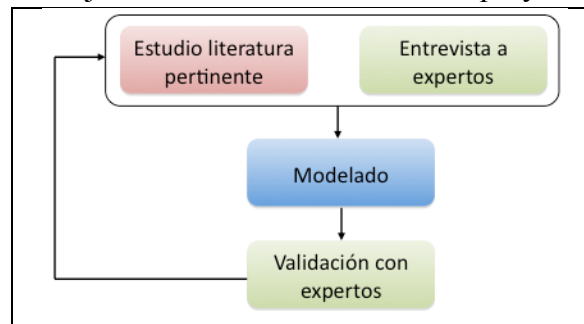 Estudio literatura
pertinente
Entrevista a
expertos
Modelado
Validación con
expertos